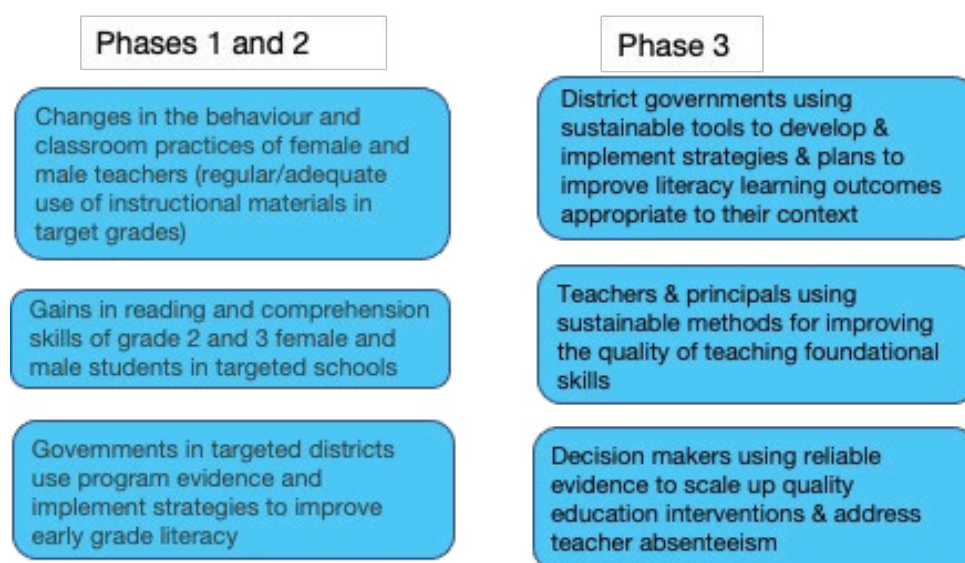 Phases 1 and 2
Changes in the behaviour and
classroom practices of female and
male teachers (regular/adequate
use of instructional materials in
target grades)
Gains in reading and comprehension
skills of grade 2 and 3 female and
male students in targeted schools
Governments in targeted districts
use program evidence and
implement strategies to improve
early grade literacy
Phase 3
District governments using
sustainable tools to develop &
implement strategies & plans to
improve literacy learning outcomes
appropriate to their context
Teachers & principals using
sustainable methods for improving
the quality of teaching foundational
skills
Decision makers using reliable
evidence to scale up quality
education interventions & address
teacher absenteeism